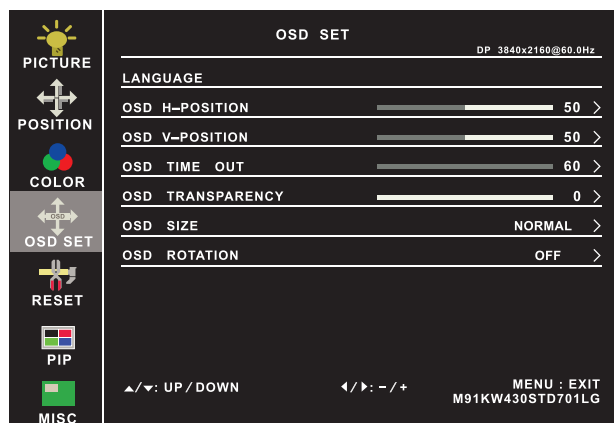 OSD SET
DP 3840x2160@60.0Hz
PICTURE
POSITION
COLOR
OSD
OSD SET
RESET
PIP
MISC
LANGUAGE
OSD H-POSITION 50 >
OSD V-POSITION 50 >
OSD TIME OUT 60 >
OSD TRANSPARENCY 0 >
OSD SIZE NORMAL >
OSD ROTATION OFF >
▲/▼: UP/DOWN ◀/▶: - / + MENU : EXIT
M91KW430STD701LG